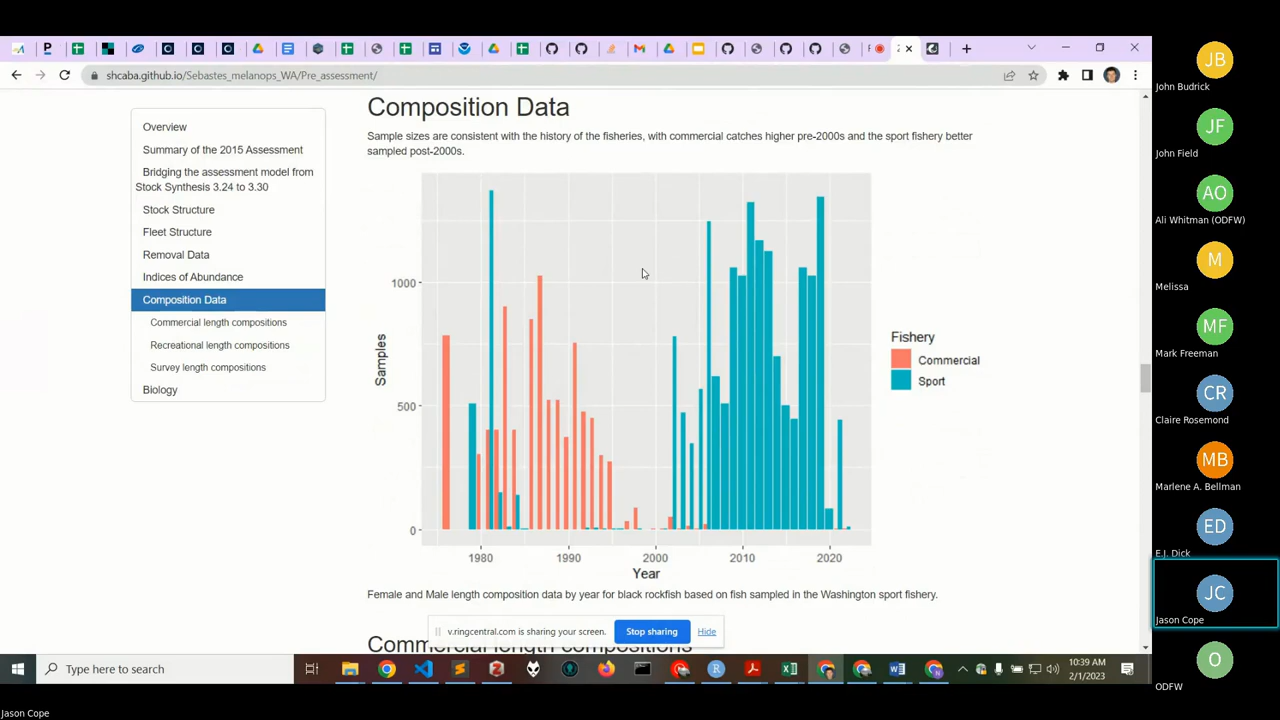 shcaba.github.io/Sebastes_melanops_WA/Pre_assessment/
Overview
Summary of the 2015 Assessment
Bridging the assessment model from
Stock Synthesis 3.24 to 3.30
Stock Structure
Fleet Structure
Removal Data
Indices of Abundance
Composition Data
Commercial length compositions
Recreational length compositions
Survey length compositions
Biology
Composition Data
Sample sizes are consistent with the history of the fisheries, with commercial catches higher pre-2000s and the sport fishery better
sampled post-2000s.
1000
500
0
Samples
1980
1990
2000
2010
2020
Year
Fishery
Commercial
Sport
Female and Male length composition data by year for black rockfish based on fish sampled in the Washington sport fishery.
Commercial length compositions
v.ringcentral.com is sharing your screen.
Stop sharing
Hide
Type here to search
10:39 AM
2/1/2023
JB
John Budrick
JF
John Field
AO
Ali Whitman (ODFW)
M
Melissa
MF
Mark Freeman
CR
Claire Rosemond
MB
Marlene A. Bellman
ED
E.J. Dick
JC
Jason Cope
O
ODFW
Jason Cope